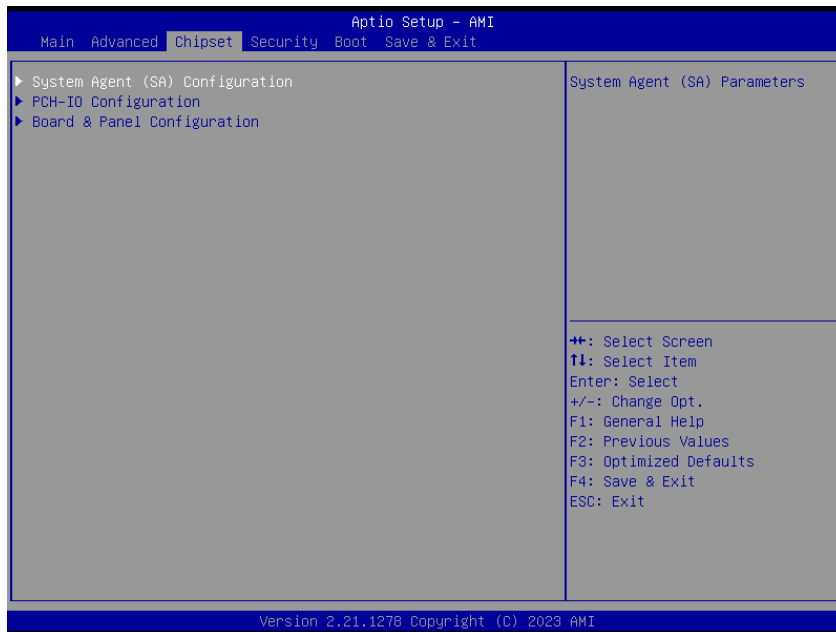 Aptio Setup - AMI
Main Advanced Chipset Security Boot Save & Exit
System Agent (SA) Configuration
PCH-IO Configuration
Board & Panel Configuration
System Agent (SA) Parameters
→←: Select Screen
↑↓: Select Item
Enter: Select
+/-: Change Opt.
F1: General Help
F2: Previous Values
F3: Optimized Defaults
F4: Save & Exit
ESC: Exit
Version 2.21.1278 Copyright (C) 2023 AMI